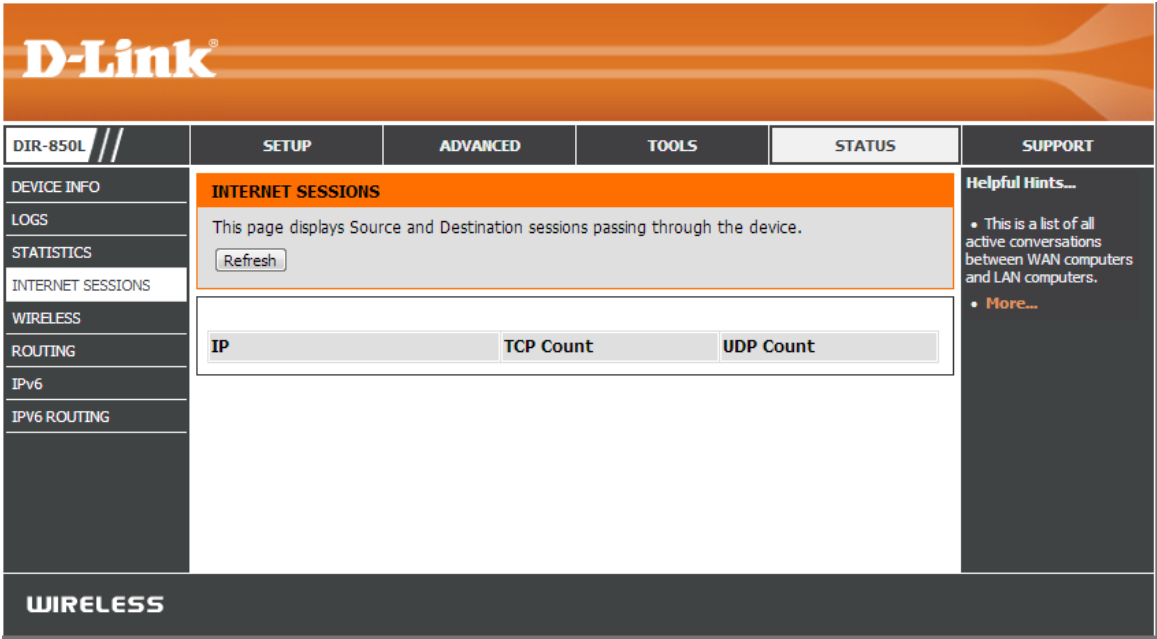 D-Link®
DIR-850L
SETUP
ADVANCED
TOOLS
STATUS
SUPPORT
DEVICE INFO
LOGS
STATISTICS
INTERNET SESSIONS
WIRELESS
ROUTING
IPv6
IPV6 ROUTING
INTERNET SESSIONS
This page displays Source and Destination sessions passing through the device.
Refresh
IP
TCP Count
UDP Count
Helpful Hints...
• This is a list of all
active conversations
between WAN computers
and LAN computers.
• More...
WIRELESS